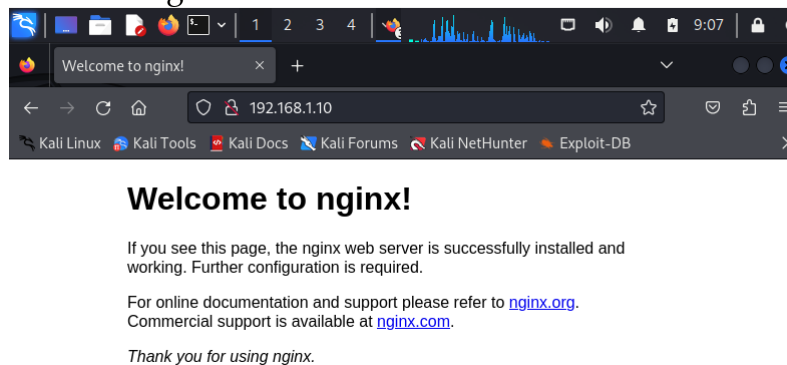 1 2 3 4 9:07
Welcome to nginx!
192.168.1.10
Kali Linux Kali Tools Kali Docs Kali Forums Kali NetHunter Exploit-DB
Welcome to nginx!
If you see this page, the nginx web server is successfully installed and
working. Further configuration is required.
For online documentation and support please refer to nginx.org.
Commercial support is available at nginx.com.
Thank you for using nginx.